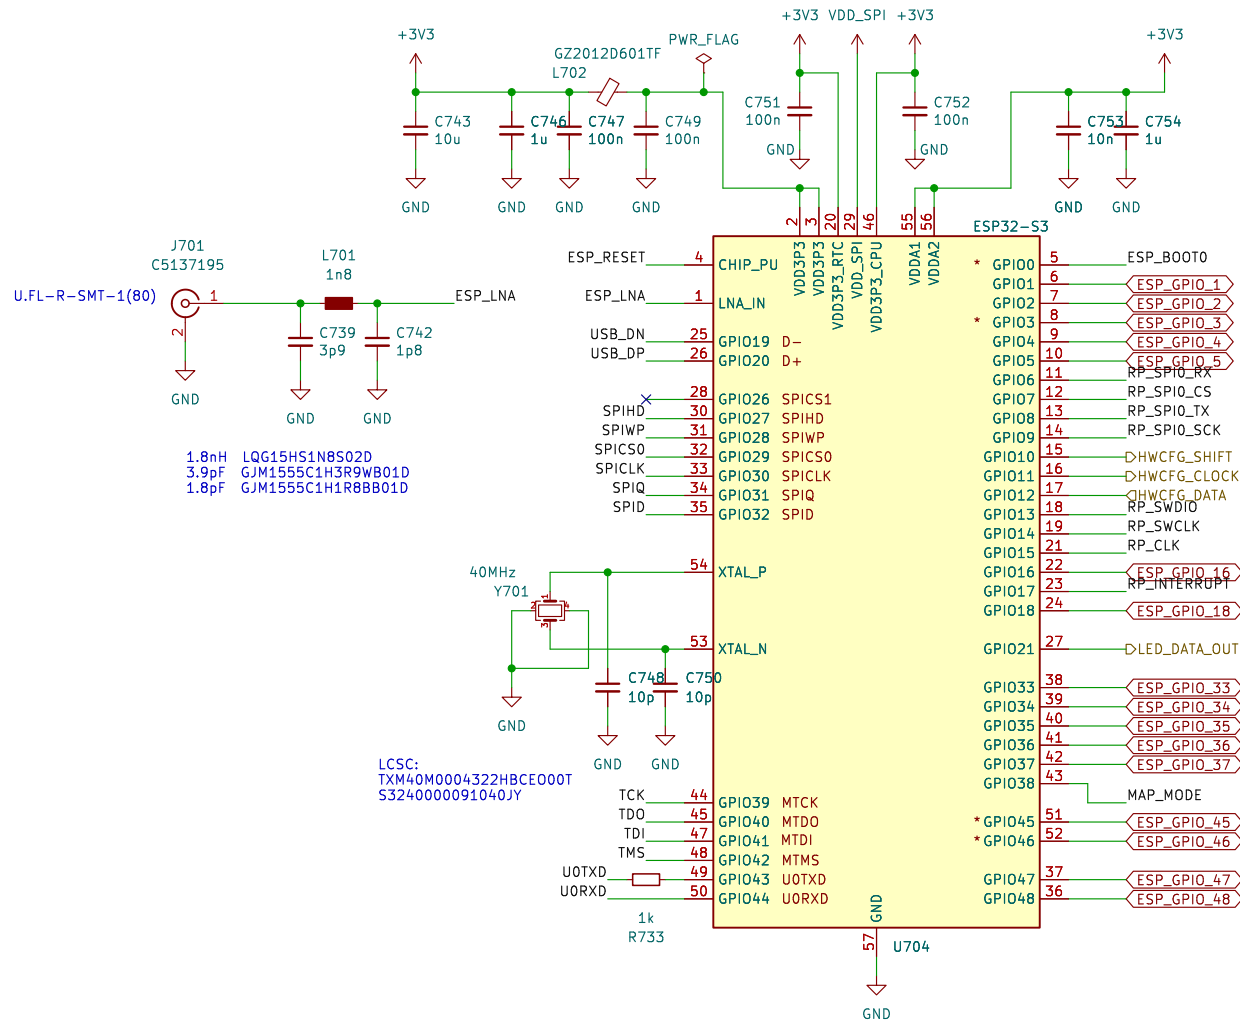 +3V3 VDD_SPI +3V3
+3V3
PWR_FLAG
+3V3
GZ2012D601TF
L702
C743
10u
C746
1u
C747
100n
C749
100n
C751
100n
C752
100n
C753
10n
C754
1u
GND
GND
GND
GND
GND
GND
GND
GND
2
3
20
29
46
55
56
ESP32-S3
VDD3P3
VDD3P3
VDD3P3_RTC
VDD_SPI
VDD3P3_CPU
VDDA1
VDDA2
J701
C5137195
U.FL-R-SMT-1(80)
1
2
GND
L701
1n8
ESP_LNA
C739
3p9
C742
1p8
GND
GND
1.8nH LQG15HS1N8S02D
3.9pF GJM1555C1H3R9WB01D
1.8pF GJM1555C1H1R8BB01D
ESP_RESET 4 CHIP_PU
ESP_LNA 1 LNA_IN
USB_DN 25 GPIO19 D-
USB_DP 26 GPIO20 D+
28 GPIO26 SPICS1
SPIHD 30 GPIO27 SPIHD
SPIWP 31 GPIO28 SPIWP
SPICS0 32 GPIO29 SPICS0
SPICLK 33 GPIO30 SPICLK
SPIQ 34 GPIO31 SPIQ
SPID 35 GPIO32 SPID
54 XTAL_P
53 XTAL_N
40MHz
Y701
1
2
4
3
GND
C748
10p
C750
10p
GND
GND
LCSC:
TXM40M0004322HBCEO00T
S3240000091040JY
TCK 44 GPIO39 MTCK
TDO 45 GPIO40 MTDO
TDI 47 GPIO41 MTDI
TMS 48 GPIO42 MTMS
U0TXD 49 GPIO43 U0TXD
U0RXD 50 GPIO44 U0RXD
1k
R733
* GPIO0 5 ESP_BOOT0
GPIO1 6 ESP_GPIO_1
GPIO2 7 ESP_GPIO_2
* GPIO3 8 ESP_GPIO_3
GPIO4 9 ESP_GPIO_4
GPIO5 10 ESP_GPIO_5
GPIO6 11 RP_SPI0_RX
GPIO7 12 RP_SPI0_CS
GPIO8 13 RP_SPI0_TX
GPIO9 14 RP_SPI0_SCK
GPIO10 15 HWCFG_SHIFT
GPIO11 16 HWCFG_CLOCK
GPIO12 17 HWCFG_DATA
GPIO13 18 RP_SWDIO
GPIO14 19 RP_SWCLK
GPIO15 21 RP_CLK
GPIO16 22 ESP_GPIO_16
GPIO17 23 RP_INTERRUPT
GPIO18 24 ESP_GPIO_18
GPIO21 27 LED_DATA_OUT
GPIO33 38 ESP_GPIO_33
GPIO34 39 ESP_GPIO_34
GPIO35 40 ESP_GPIO_35
GPIO36 41 ESP_GPIO_36
GPIO37 42 ESP_GPIO_37
GPIO38 43 MAP_MODE
* GPIO45 51 ESP_GPIO_45
* GPIO46 52 ESP_GPIO_46
GPIO47 37 ESP_GPIO_47
GPIO48 36 ESP_GPIO_48
GND
57
U704
GND